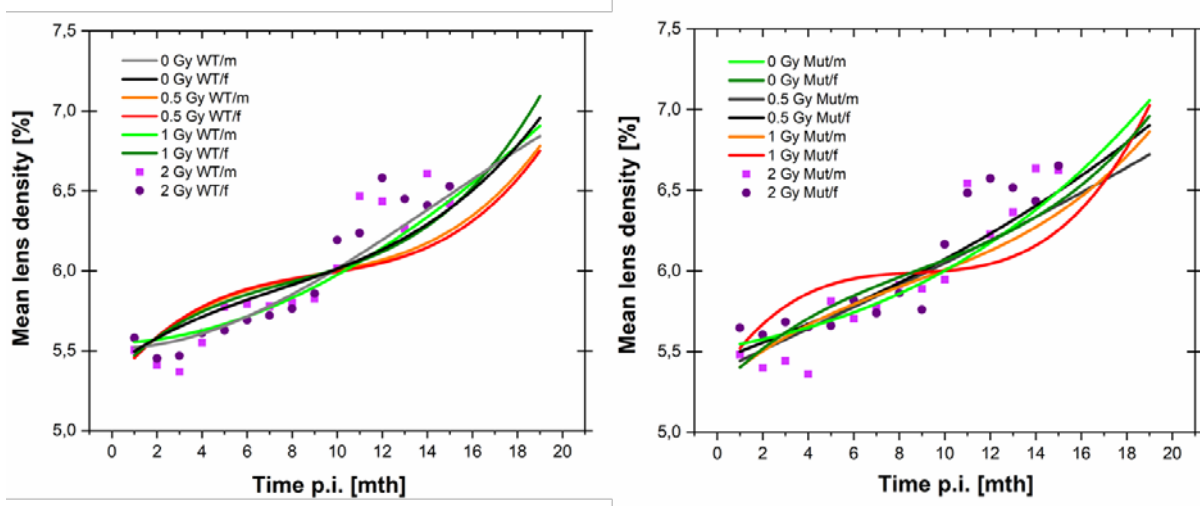 7,5
7,0
6,5
6,0
5,5
5,0
Mean lens density [%]
0 Gy WT/m
0 Gy WT/f
0.5 Gy WT/m
0.5 Gy WT/f
1 Gy WT/m
1 Gy WT/f
2 Gy WT/m
2 Gy WT/f
0 2 4 6 8 10 12 14 16 18 20
Time p.i. [mth]
7,5
7,0
6,5
6,0
5,5
5,0
Mean lens density [%]
0 Gy Mut/m
0 Gy Mut/f
0.5 Gy Mut/m
0.5 Gy Mut/f
1 Gy Mut/m
1 Gy Mut/f
2 Gy Mut/m
2 Gy Mut/f
0 2 4 6 8 10 12 14 16 18 20
Time p.i. [mth]